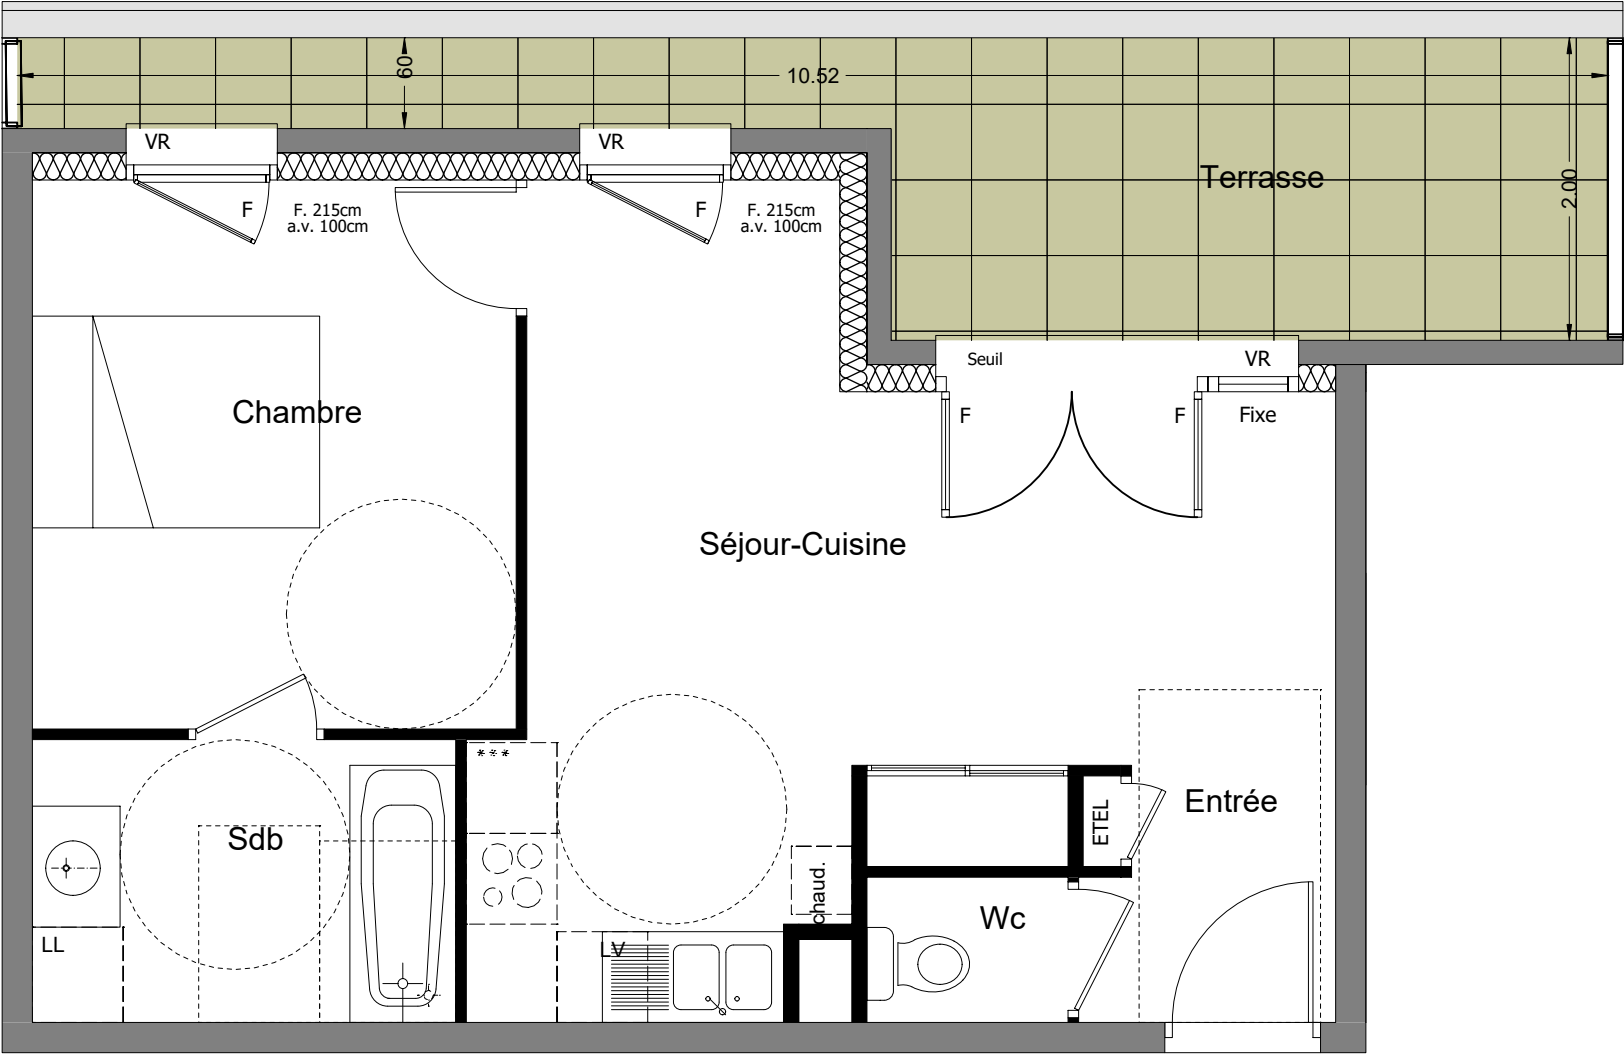 60
10.52
VR
VR
Terrasse
2.00
F
F. 215cm
a.v. 100cm
F
F. 215cm
a.v. 100cm
Seuil
VR
F
F
Fixe
Chambre
Séjour-Cuisine
***
Sdb
ETEL
Entrée
chaud.
Wc
LL
LV